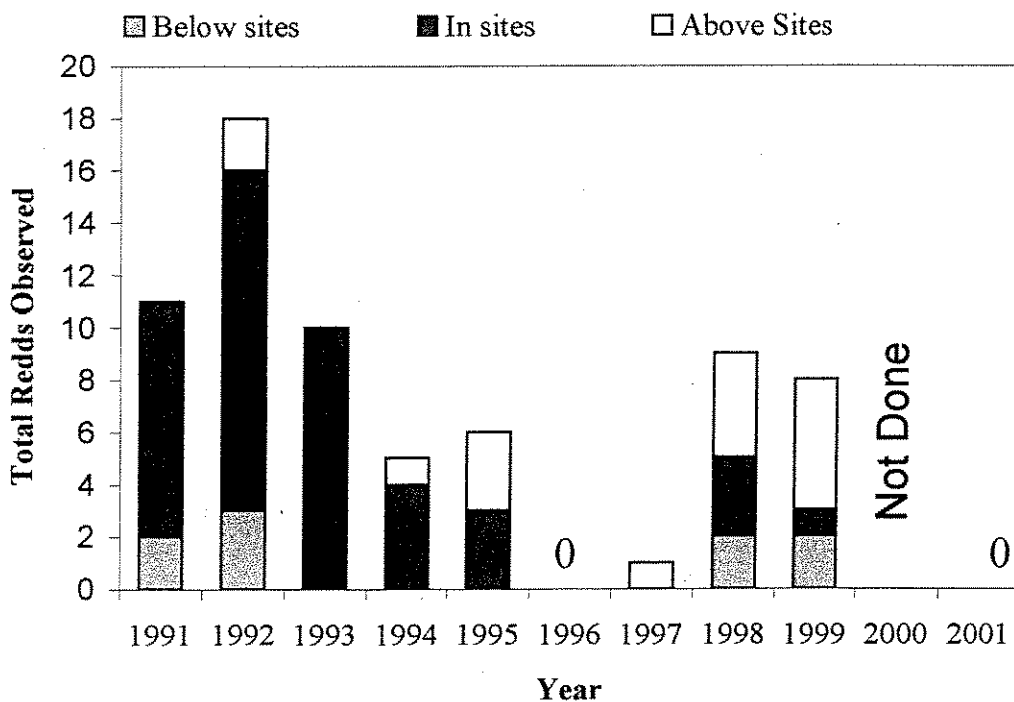 Below sites In sites Above Sites
Total Redds Observed
20
18
16
14
12
10
8
6
4
2
0
0
Not Done
0
1991 1992 1993 1994 1995 1996 1997 1998 1999 2000 2001
Year